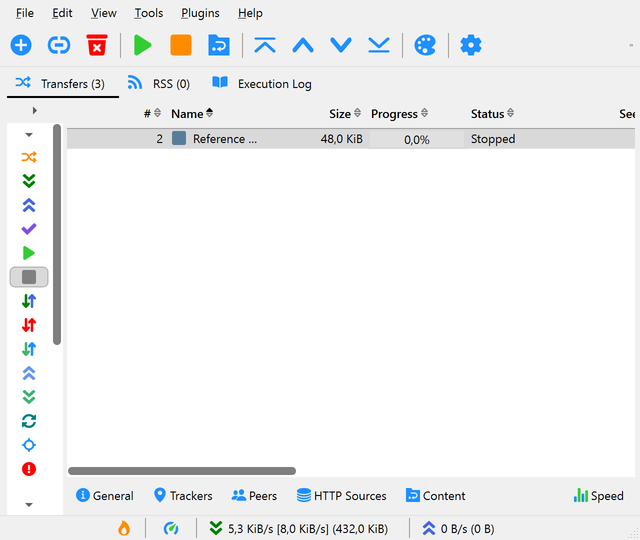 File Edit View Tools Plugins Help
Transfers (3) RSS (0) Execution Log
# Name Size Progress Status See
2 Reference ... 48,0 KiB 0,0% Stopped
General Trackers Peers HTTP Sources Content Speed
5,3 KiB/s [8,0 KiB/s] (432,0 KiB) 0 B/s (0 B)